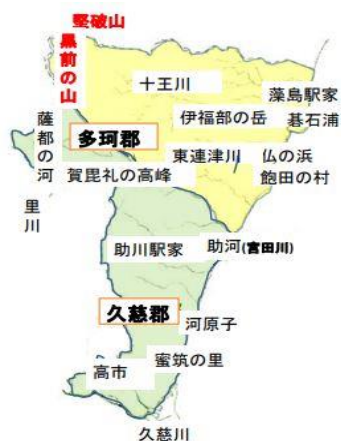 堅破山
黒前の山
十王川
藻島駅家
伊福部の岳
碁石浦
薩都の河
多珂郡
東連津川
仏の浜
賀毘礼の高峰
飽田の村
里川
助川駅家
助河(宮田川)
久慈郡
河原子
蜜筑の里
高市
久慈川